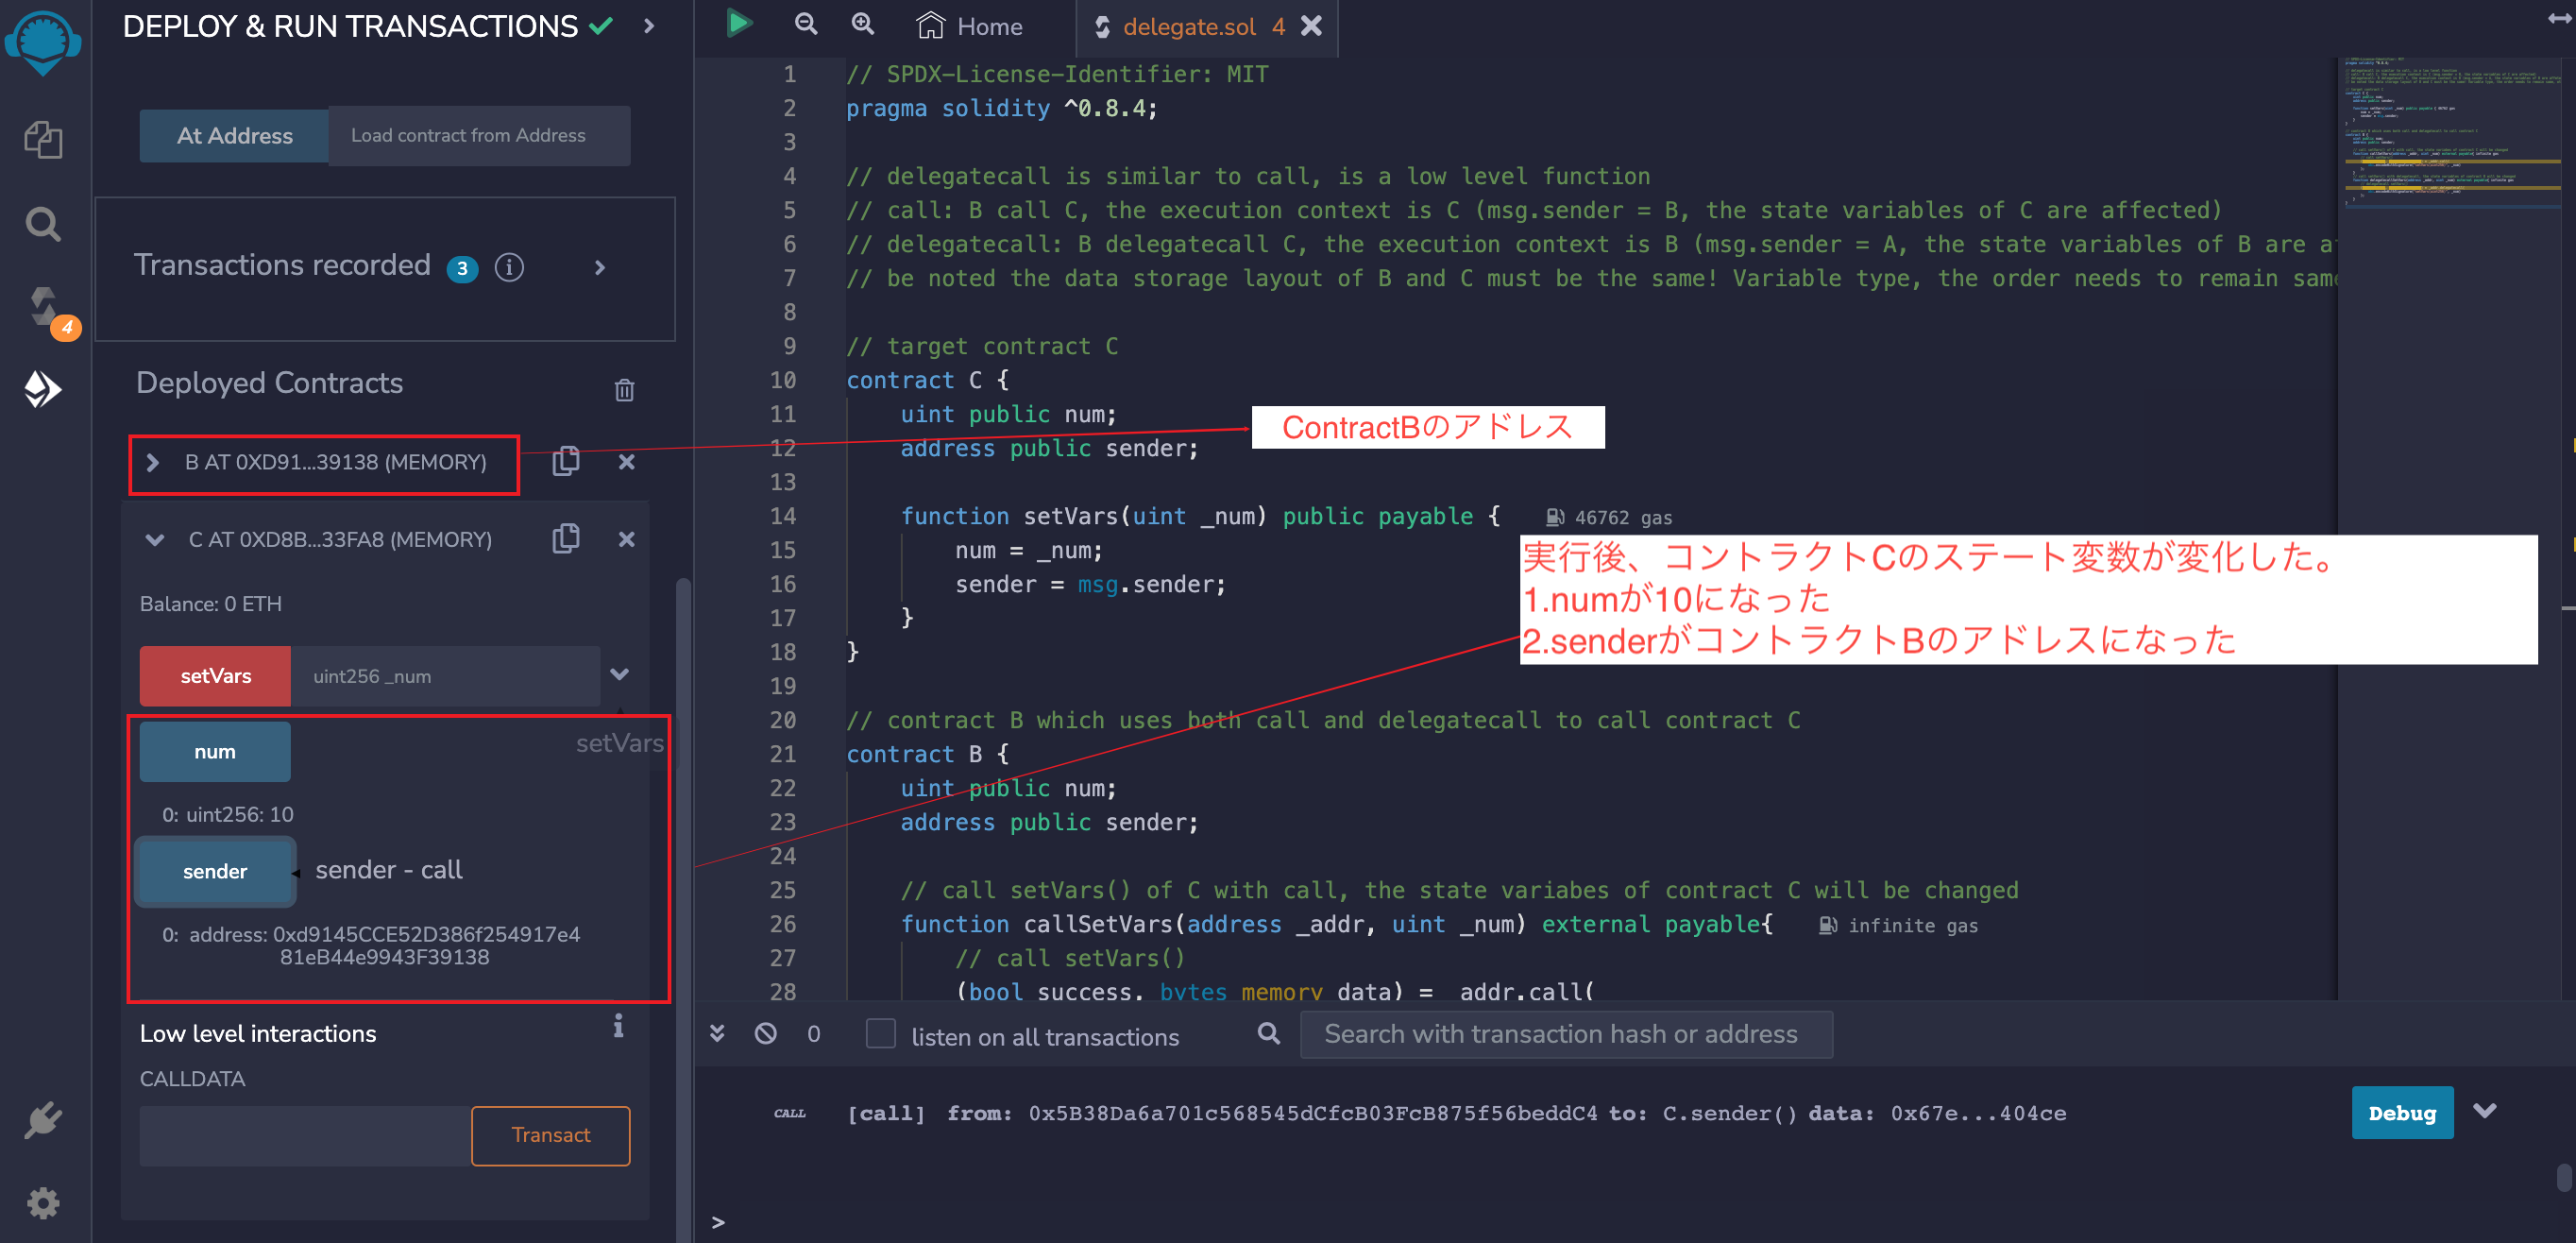 DEPLOY & RUN TRANSACTIONS
At Address
Load contract from Address
Transactions recorded 3
Deployed Contracts
B AT 0XD91...39138 (MEMORY)
C AT 0XD8B...33FA8 (MEMORY)
Balance: 0 ETH
setVars
uint256 _num
num
setVars
0: uint256: 10
sender
sender - call
0: address: 0xd9145CCE52D386f254917e4
81eB44e9943F39138
Low level interactions
CALLDATA
Transact
4
Home
delegate.sol 4
1 // SPDX-License-Identifier: MIT
2 pragma solidity ^0.8.4;
3
4 // delegatecall is similar to call, is a low level function
5 // call: B call C, the execution context is C (msg.sender = B, the state variables of C are affected)
6 // delegatecall: B delegatecall C, the execution context is B (msg.sender = A, the state variables of B are
7 // be noted the data storage layout of B and C must be the same! Variable type, the order needs to remain
8
9 // target contract C
10 contract C {
11 uint public num;
ContractBのアドレス
12 address public sender;
13
14 function setVars(uint _num) public payable { 46762 gas
15 num = _num;
16 sender = msg.sender;
17 }
18 }
実行後、コントラクトCのステート変数が変化した。
1.numが10になった
2.senderがコントラクトBのアドレスになった
19
20 // contract B which uses both call and delegatecall to call contract C
21 contract B {
22 uint public num;
23 address public sender;
24
25 // call setVars() of C with call, the state variabes of contract C will be changed
26 function callSetVars(address _addr, uint _num) external payable{ infinite gas
27 // call setVars()
28 (bool success, bytes memory data) = _addr.call(
0
listen on all transactions
Search with transaction hash or address
CALL [call] from: 0x5B38Da6a701c568545dCfcB03FcB875f56beddC4 to: C.sender() data: 0x67e...404ce
Debug
>